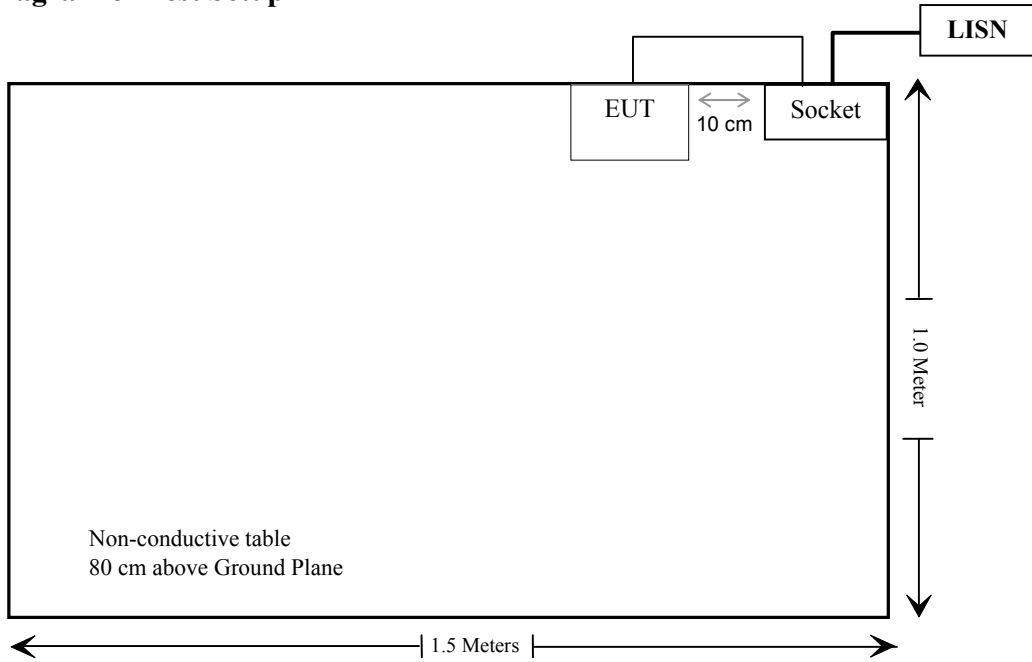 LISN
EUT
Socket
10 cm
1.0 Meter
Non-conductive table
80 cm above Ground Plane
1.5 Meters